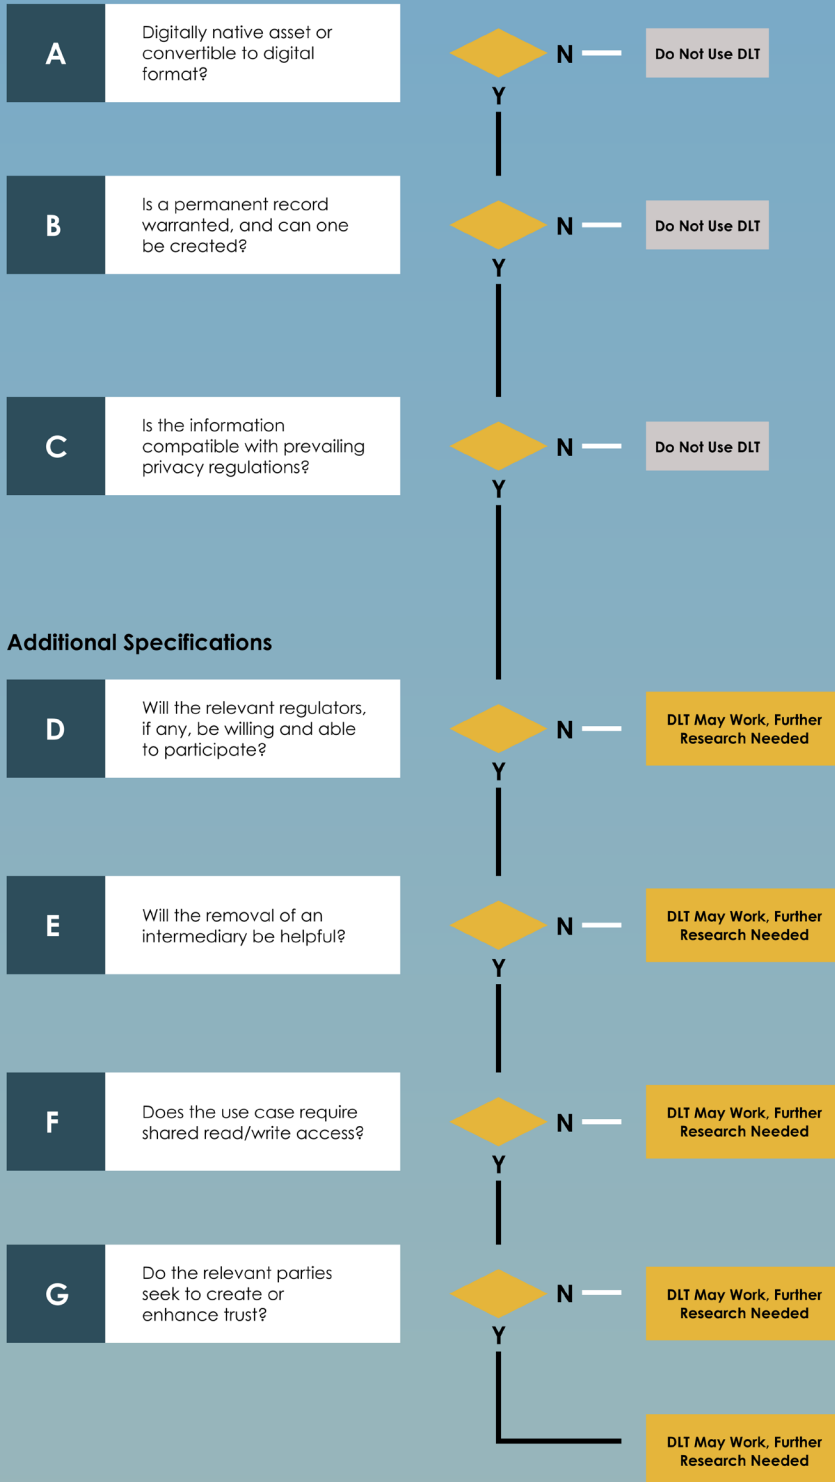 A
Digitally native asset or
convertible to digital
format?
N
Do Not Use DLT
Y
B
Is a permanent record
warranted, and can one
be created?
N
Do Not Use DLT
Y
C
Is the information
compatible with prevailing
privacy regulations?
N
Do Not Use DLT
Y
Additional Specifications
D
Will the relevant regulators,
if any, be willing and able
to participate?
N
DLT May Work, Further
Research Needed
Y
E
Will the removal of an
intermediary be helpful?
N
DLT May Work, Further
Research Needed
Y
F
Does the use case require
shared read/write access?
N
DLT May Work, Further
Research Needed
Y
G
Do the relevant parties
seek to create or
enhance trust?
N
DLT May Work, Further
Research Needed
Y
DLT May Work, Further
Research Needed